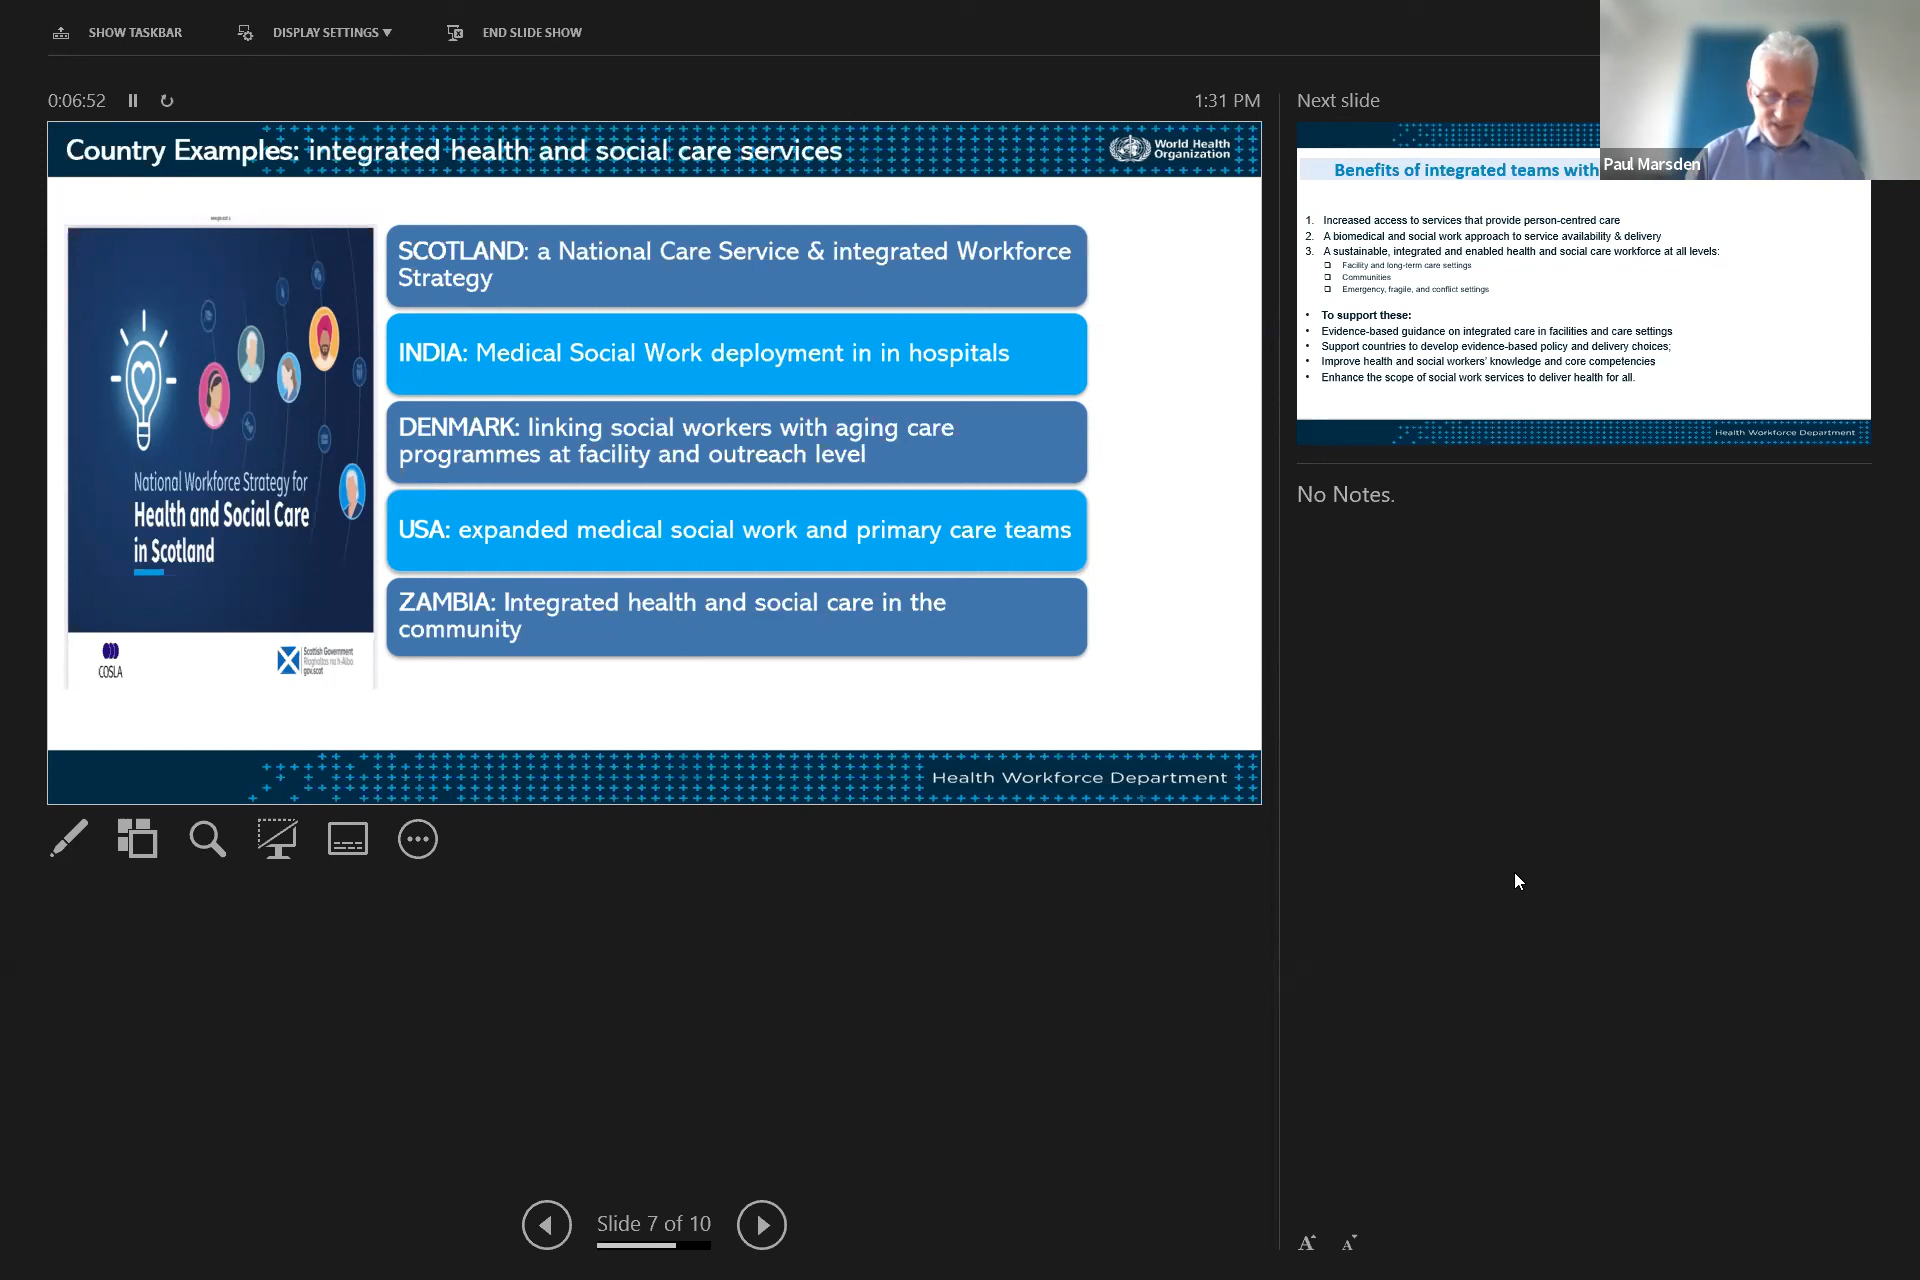 SHOW TASKBAR
DISPLAY SETTINGS ▼
END SLIDE SHOW
0:06:52
1:31 PM
Next slide
Country Examples: integrated health and social care services
World Health
Organization
SCOTLAND: a National Care Service & integrated Workforce
Strategy
INDIA: Medical Social Work deployment in in hospitals
DENMARK: linking social workers with aging care
programmes at facility and outreach level
USA: expanded medical social work and primary care teams
ZAMBIA: Integrated health and social care in the
community
National Workforce Strategy for
Health and Social Care
in Scotland
COSLA
Scottish Government
Riaghaltas na h-Alba
gov.scot
Health Workforce Department
Paul Marsden
Benefits of integrated teams with
1. Increased access to services that provide person-centred care
2. A biomedical and social work approach to service availability & delivery
3. A sustainable, integrated and enabled health and social care workforce at all levels:
Facility and long-term care settings
Communities
Emergency, fragile, and conflict settings
• To support these:
• Evidence-based guidance on integrated care in facilities and care settings
• Support countries to develop evidence-based policy and delivery choices;
• Improve health and social workers' knowledge and core competencies
• Enhance the scope of social work services to deliver health for all.
Health Workforce Department
No Notes.
Slide 7 of 10
A A